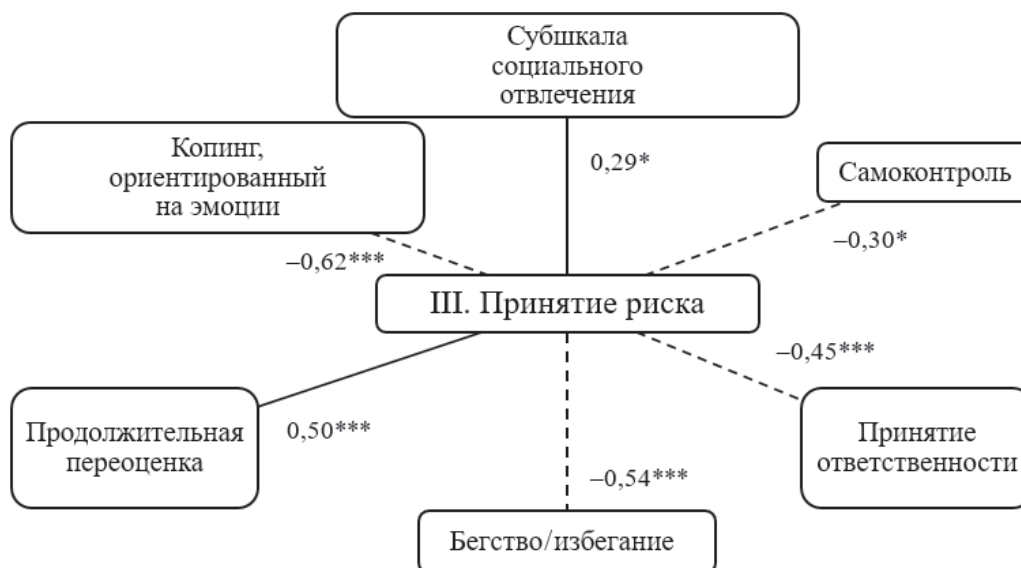 Субшкала
социального
отвлечения
Копинг,
ориентированный
на эмоции
0,29*
Самоконтроль
–0,62***
–0,30*
III. Принятие риска
–0,45***
Продолжительная
переоценка
0,50***
Принятие
ответственности
–0,54***
Бегство/избегание